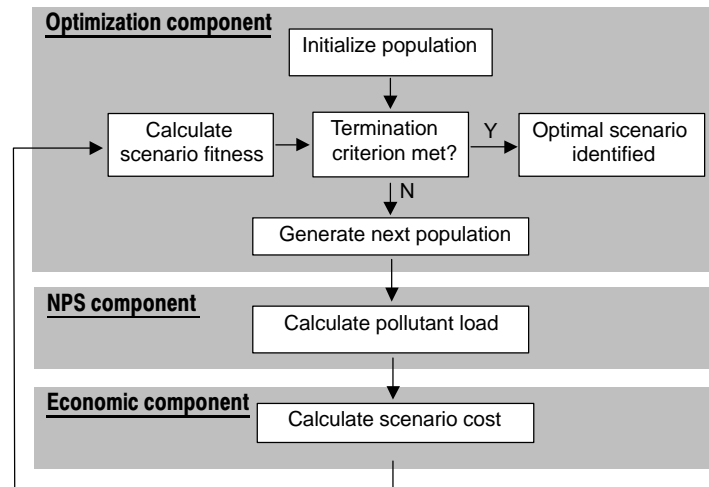 Optimization component
Initialize population
Calculate
scenario fitness
Termination
criterion met?
Y
Optimal scenario
identified
N
Generate next population
NPS component
Calculate pollutant load
Economic component
Calculate scenario cost